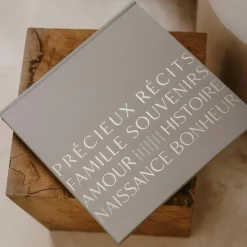 PRÉCIEUX RÉCITS
FAMILLE SOUVENIRS
AMOUR HISTOIRE
NAISSANCE BONHEUR